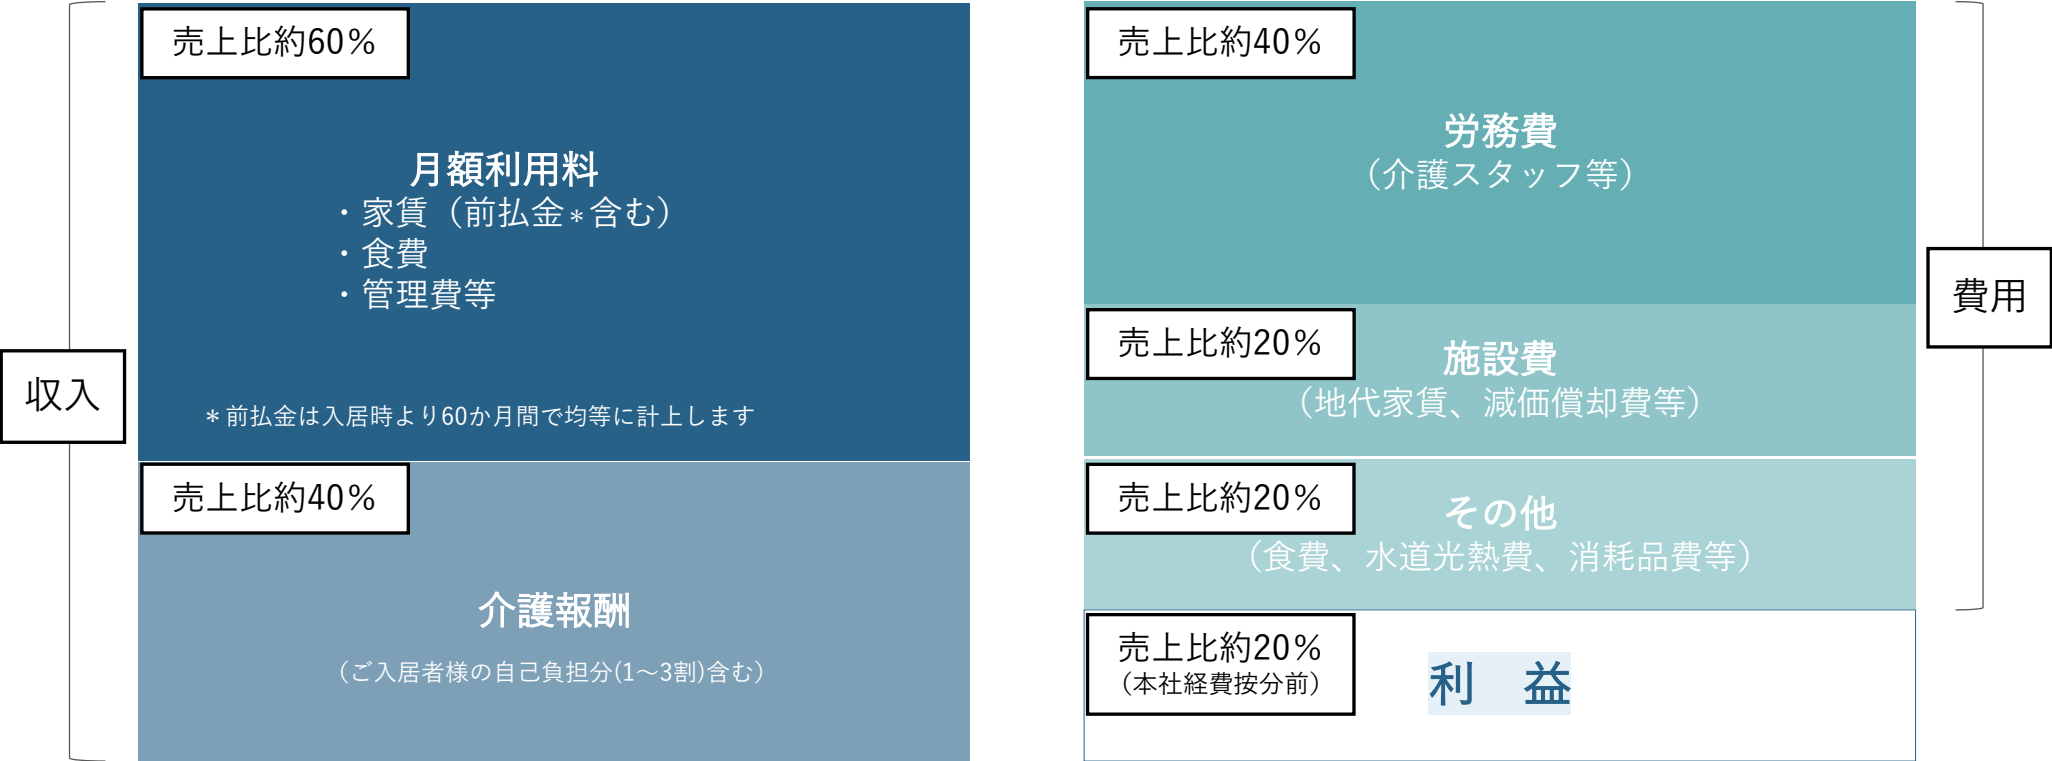 収入
売上比約60%
月額利用料
・家賃（前払金*含む）
・食費
・管理費等
*前払金は入居時より60か月間で均等に計上します
売上比約40%
介護報酬
（ご入居者様の自己負担分(1～3割)含む）
売上比約40%
労務費
（介護スタッフ等）
売上比約20%
施設費
（地代家賃、減価償却費等）
売上比約20%
その他
（食費、水道光熱費、消耗品費等）
売上比約20%
（本社経費按分前）
利　益
費用